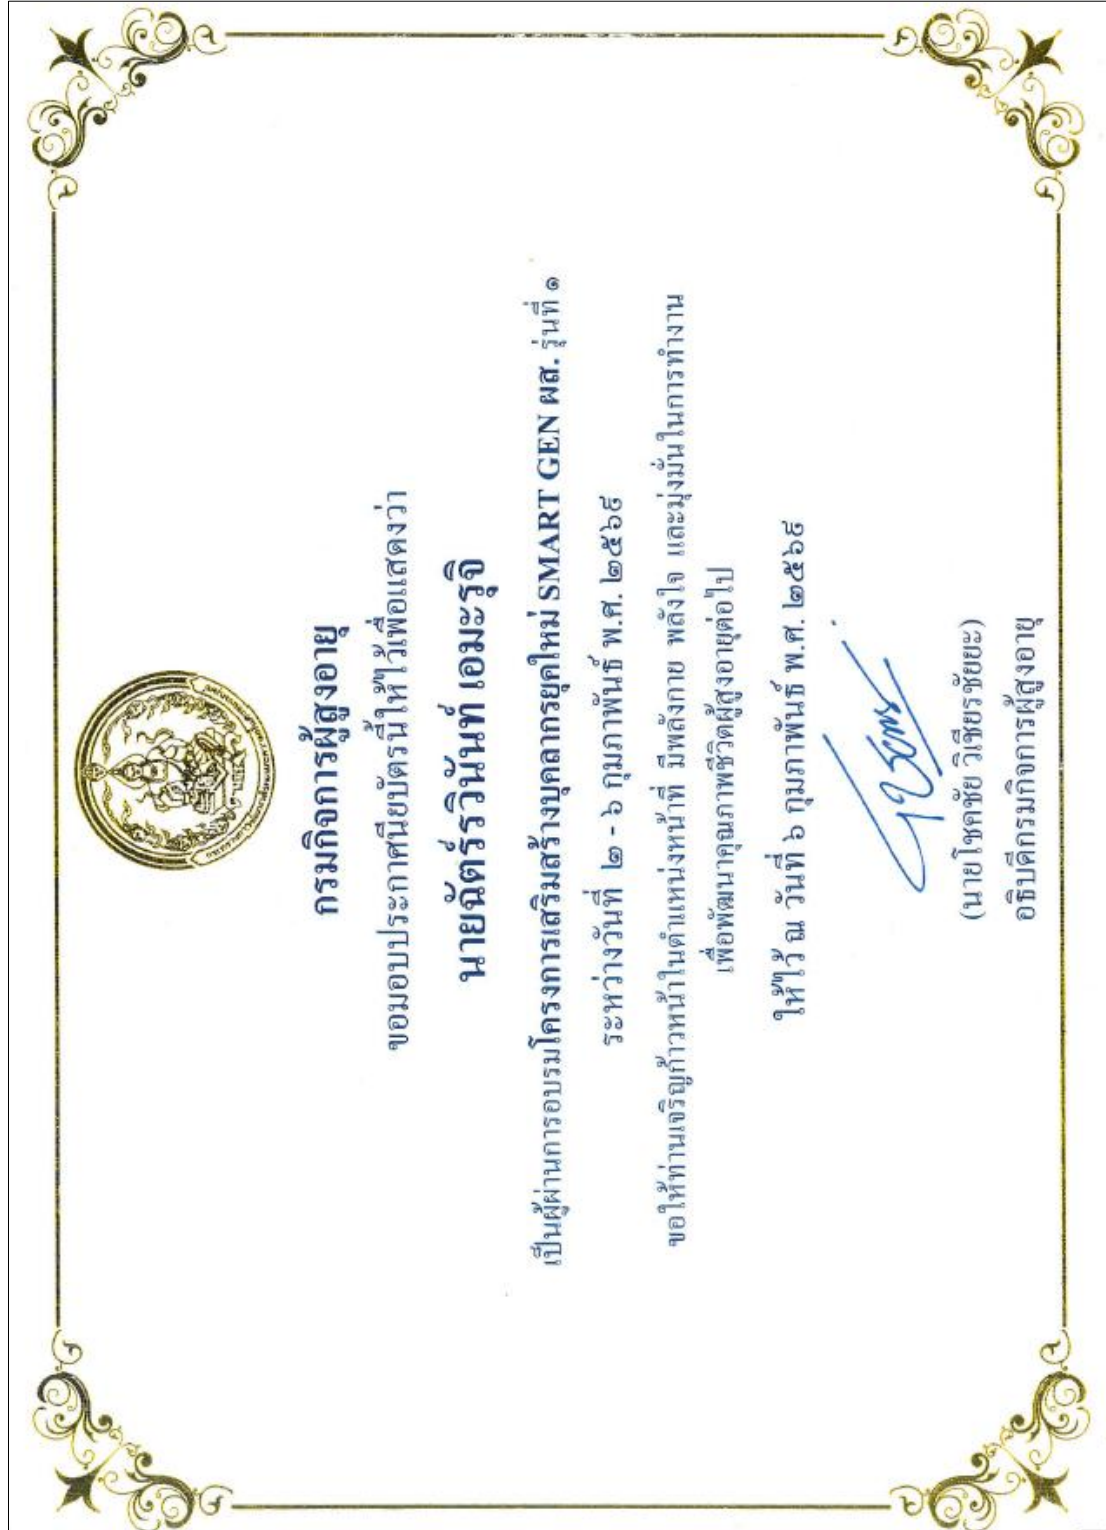 กรมกิจการผู้สูงอายุ
ขอมอบประกาศนียบัตรนี้ให้ไว้เพื่อแสดงว่า
นายฉัตร์รวินันท์ เอมะรุจิ
เป็นผู้ผ่านการอบรมโครงการเสริมสร้างบุคลากรยุคใหม่ SMART GEN ผส. รุ่นที่ ๑
ระหว่างวันที่ ๒ - ๖ กุมภาพันธ์ พ.ศ. ๒๕๖๕
ขอให้ท่านเจริญก้าวหน้าในตำแหน่งหน้าที่ มีพลังกาย พลังใจ และมุ่งมั่นในการทำงาน
เพื่อพัฒนาคุณภาพชีวิตผู้สูงอายุต่อไป
ให้ไว้ ณ วันที่ ๖ กุมภาพันธ์ พ.ศ. ๒๕๖๕
(นายโชคชัย วิเชียรชัยยะ)
อธิบดีกรมกิจการผู้สูงอายุ